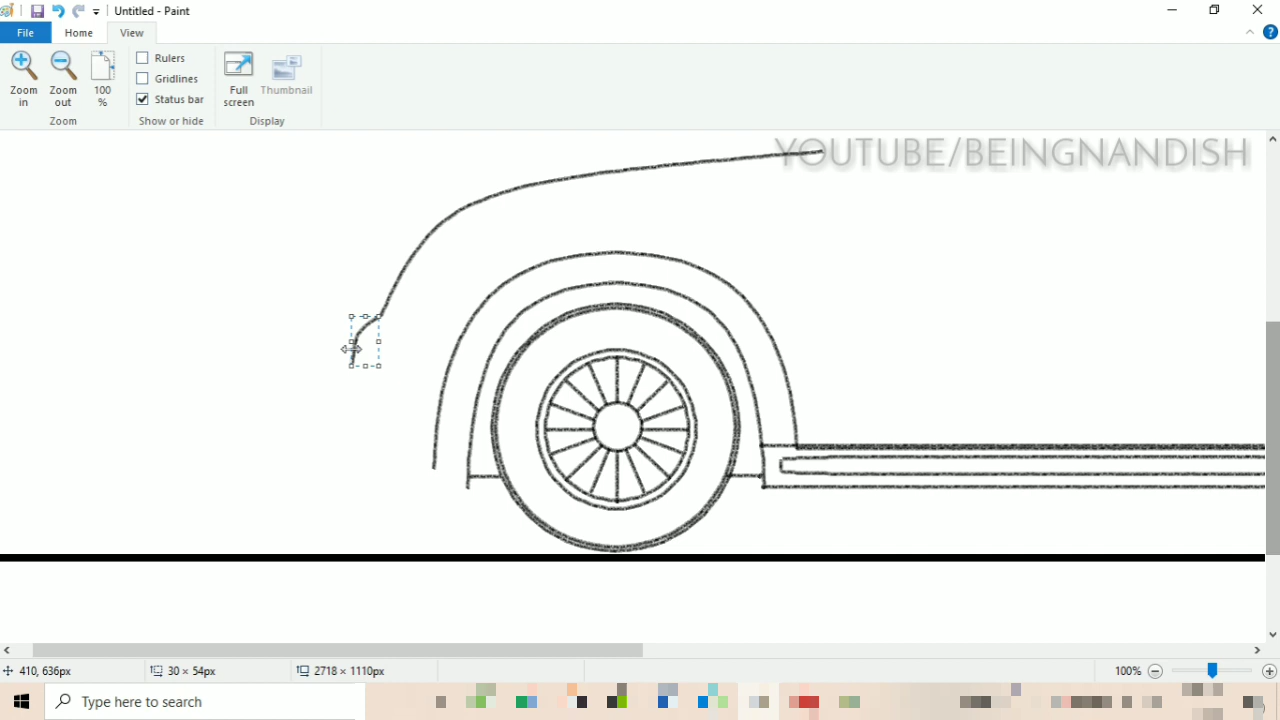 Untitled - Paint
File
Home
View
Zoom in
Zoom out
100 %
Rulers
Gridlines
Status bar
Full screen
Thumbnail
Zoom
Show or hide
Display
YOUTUBE/BEINGNANDISH
410, 636px
30 × 54px
2718 × 1110px
100%
Type here to search